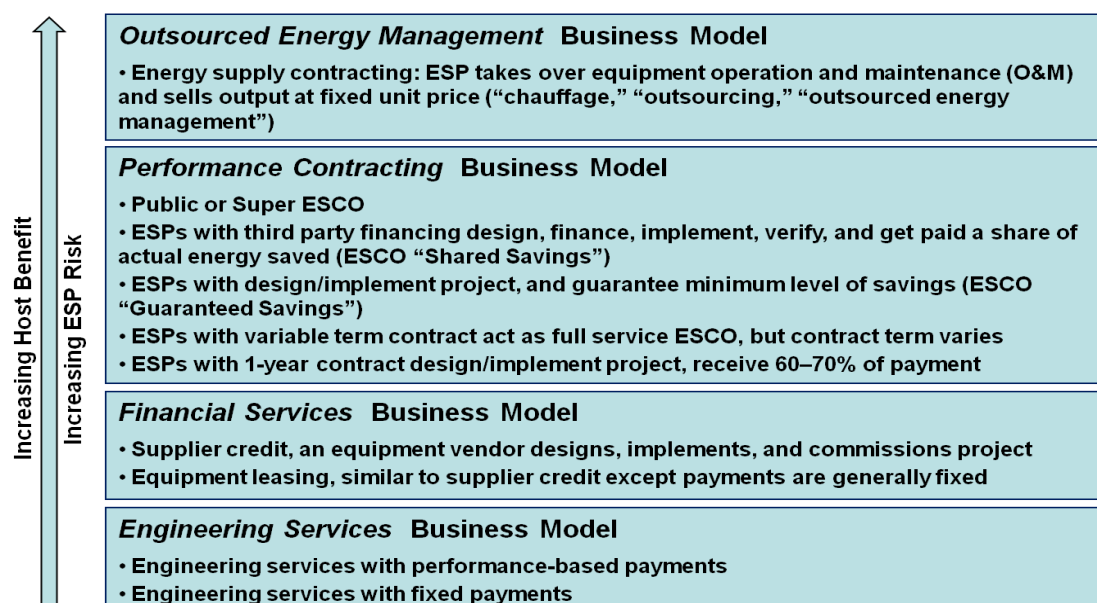 Outsourced Energy Management Business Model
• Energy supply contracting: ESP takes over equipment operation and maintenance (O&M)
and sells output at fixed unit price (“chauffage,” “outsourcing,” “outsourced energy
management”)
Performance Contracting Business Model
• Public or Super ESCO
• ESPs with third party financing design, finance, implement, verify, and get paid a share of
actual energy saved (ESCO “Shared Savings”)
• ESPs with design/implement project, and guarantee minimum level of savings (ESCO
“Guaranteed Savings”)
• ESPs with variable term contract act as full service ESCO, but contract term varies
• ESPs with 1-year contract design/implement project, receive 60–70% of payment
Financial Services Business Model
• Supplier credit, an equipment vendor designs, implements, and commissions project
• Equipment leasing, similar to supplier credit except payments are generally fixed
Engineering Services Business Model
• Engineering services with performance-based payments
• Engineering services with fixed payments
Increasing Host Benefit
Increasing ESP Risk